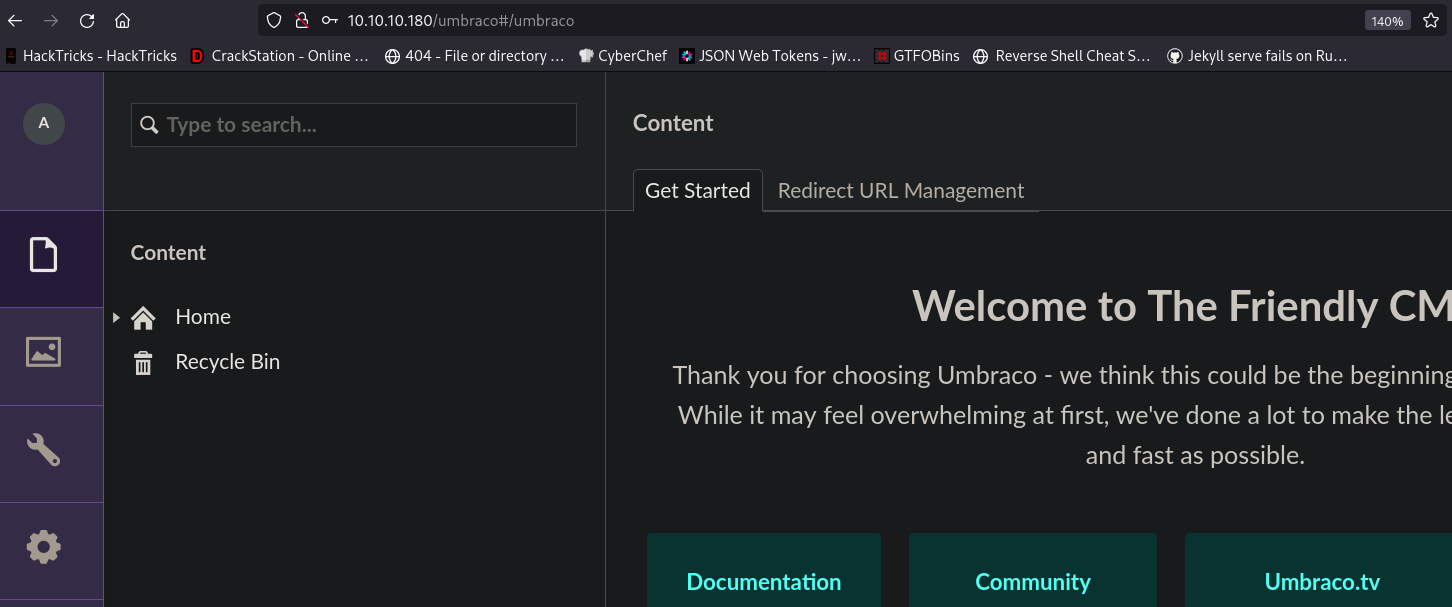 10.10.10.180/umbraco#/umbraco
140%
HackTricks - HackTricks
CrackStation - Online ...
404 - File or directory ...
CyberChef
JSON Web Tokens - jw...
GTFOBins
Reverse Shell Cheat S...
Jekyll serve fails on Ru...
A
Type to search...
Content
Get Started
Redirect URL Management
Content
Home
Recycle Bin
Welcome to The Friendly CM
Thank you for choosing Umbraco - we think this could be the beginning
While it may feel overwhelming at first, we've done a lot to make the le
and fast as possible.
Documentation
Community
Umbraco.tv